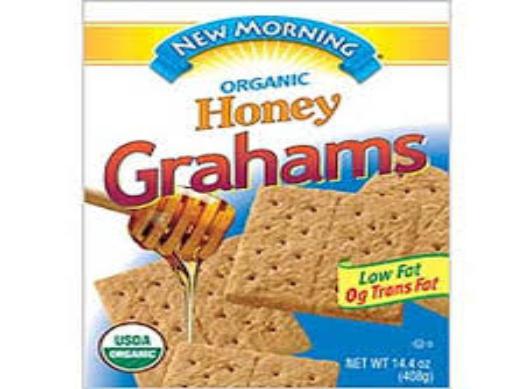 NEW MORNING
ORGANIC
Honey
Grahams
Low Fat
0g Trans Fat
USDA
ORGANIC
NET WT 14.4 oz
(408g)